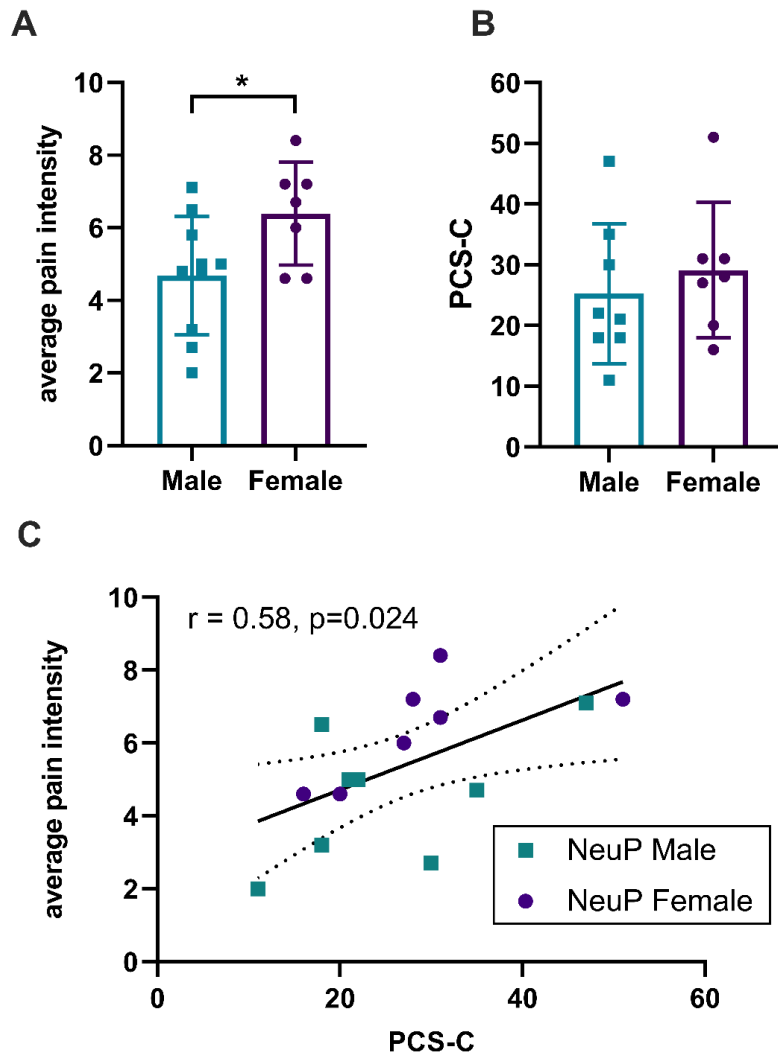 A
average pain intensity
10
8
6
4
2
0
*
Male Female
B
PCS-C
60
50
40
30
20
10
0
Male Female
C
average pain intensity
10
8
6
4
2
0
r = 0.58, p=0.024
NeuP Male
NeuP Female
0 20 40 60
PCS-C